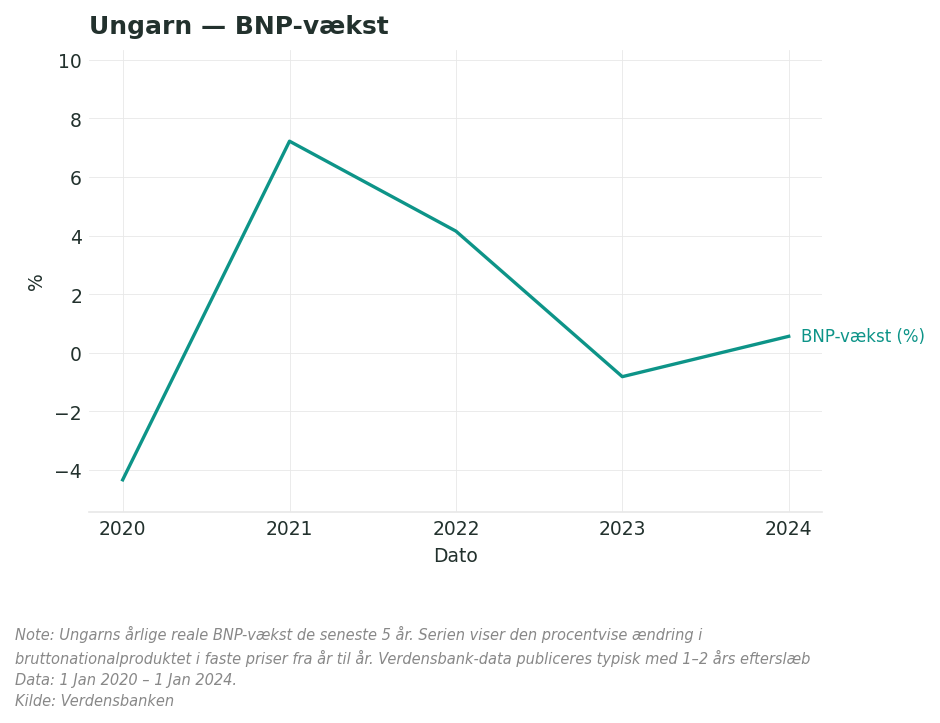 Ungarn — BNP-vækst
10
8
6
4
2
0
−2
−4
%
BNP-vækst (%)
2020 2021 2022 2023 2024
Dato
Note: Ungarns årlige reale BNP-vækst de seneste 5 år. Serien viser den procentvise ændring i
bruttonationalproduktet i faste priser fra år til år. Verdensbank-data publiceres typisk med 1–2 års efterslæb
Data: 1 Jan 2020 – 1 Jan 2024.
Kilde: Verdensbanken